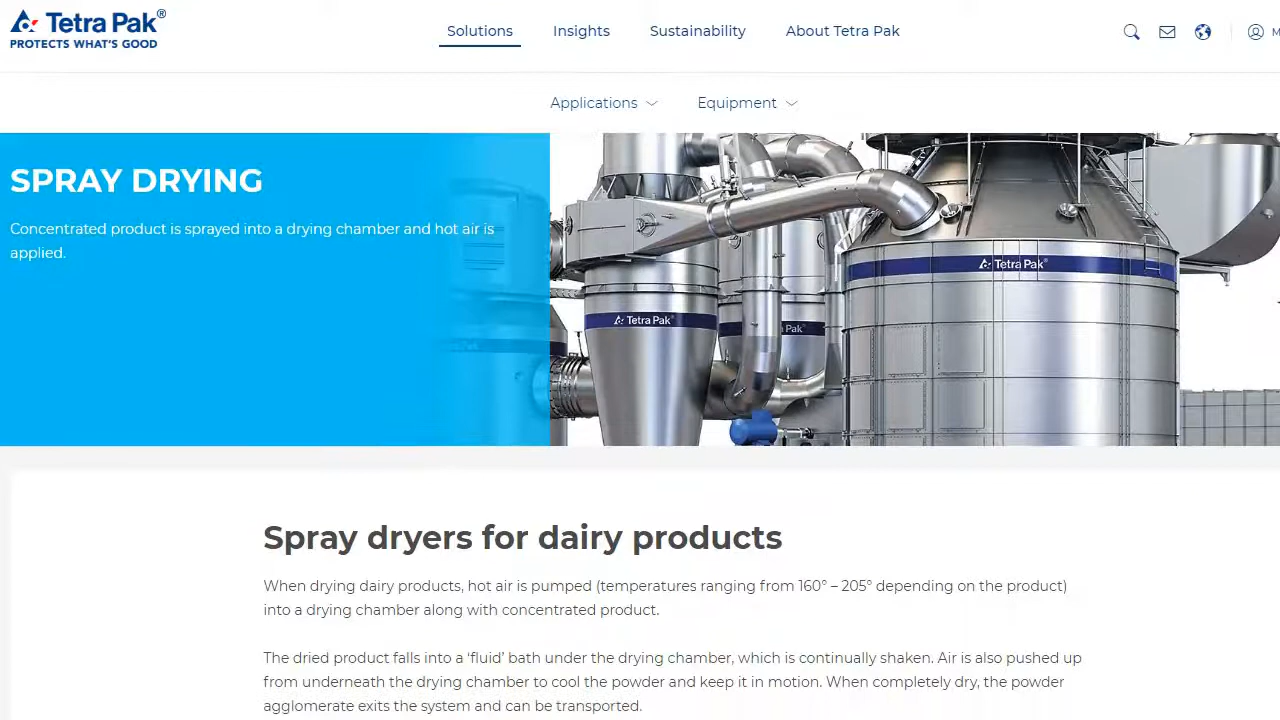 Tetra Pak®
PROTECTS WHAT'S GOOD
Solutions
Insights
Sustainability
About Tetra Pak
M
Applications
Equipment
SPRAY DRYING
Concentrated product is sprayed into a drying chamber and hot air is
applied.
Tetra Pak®
Tetra Pak®
Pak®
Spray dryers for dairy products
When drying dairy products, hot air is pumped (temperatures ranging from 160° – 205° depending on the product)
into a drying chamber along with concentrated product.
The dried product falls into a ‘fluid’ bath under the drying chamber, which is continually shaken. Air is also pushed up
from underneath the drying chamber to cool the powder and keep it in motion. When completely dry, the powder
agglomerate exits the system and can be transported.